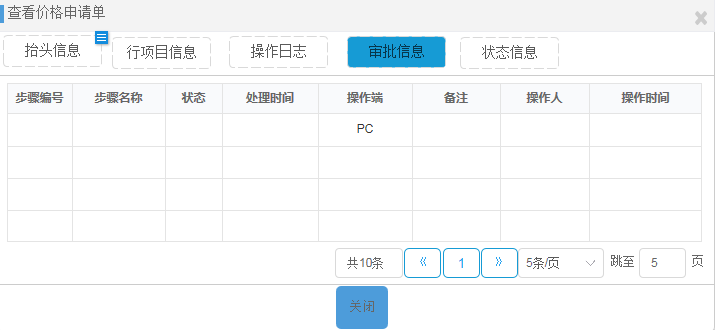 查看价格申请单
抬头信息 行项目信息 操作日志 审批信息 状态信息
步骤编号 步骤名称 状态 处理时间 操作端 备注 操作人 操作时间
PC
共10条 《 1 》 5条/页 跳至 5 页
关闭